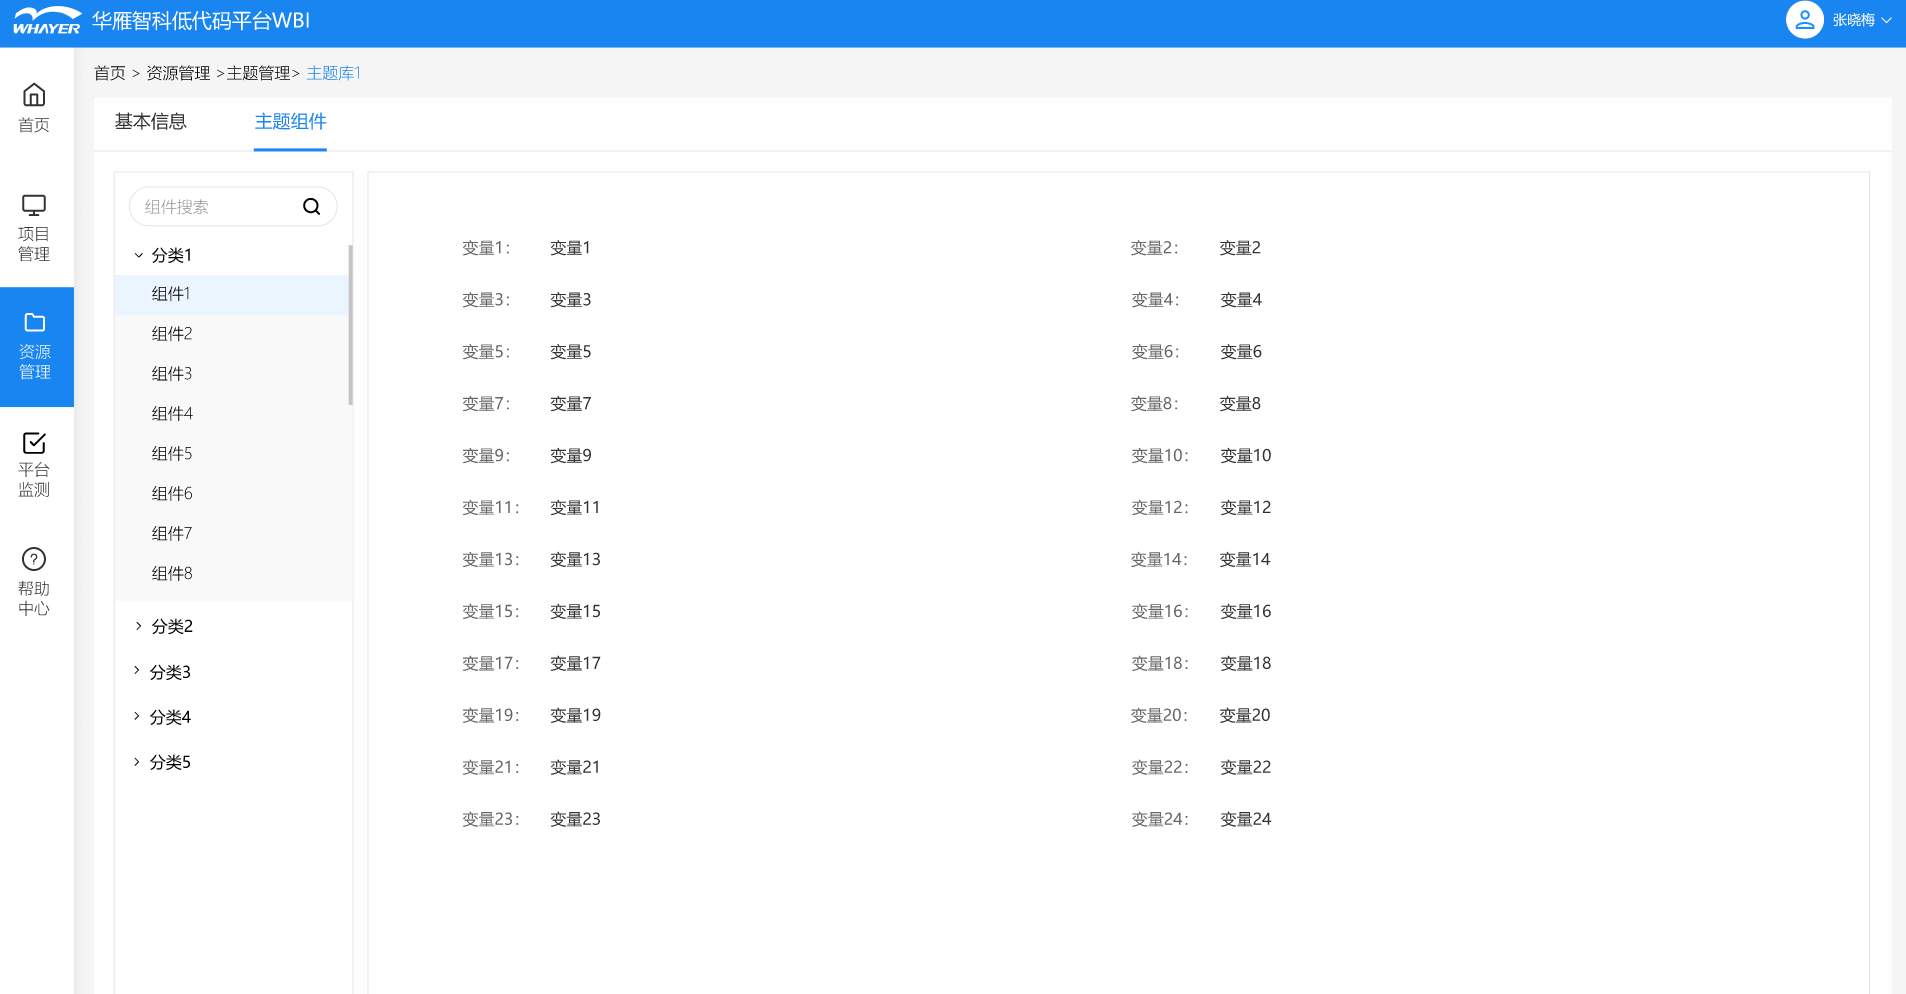 WHAYER 华雁智科低代码平台WBI
张晓梅
首页 > 资源管理 >主题管理> 主题库1
基本信息 主题组件
首页
项目
管理
资源
管理
平台
监测
帮助
中心
组件搜索
分类1
组件1
组件2
组件3
组件4
组件5
组件6
组件7
组件8
分类2
分类3
分类4
分类5
变量1： 变量1 变量2： 变量2
变量3： 变量3 变量4： 变量4
变量5： 变量5 变量6： 变量6
变量7： 变量7 变量8： 变量8
变量9： 变量9 变量10： 变量10
变量11： 变量11 变量12： 变量12
变量13： 变量13 变量14： 变量14
变量15： 变量15 变量16： 变量16
变量17： 变量17 变量18： 变量18
变量19： 变量19 变量20： 变量20
变量21： 变量21 变量22： 变量22
变量23： 变量23 变量24： 变量24